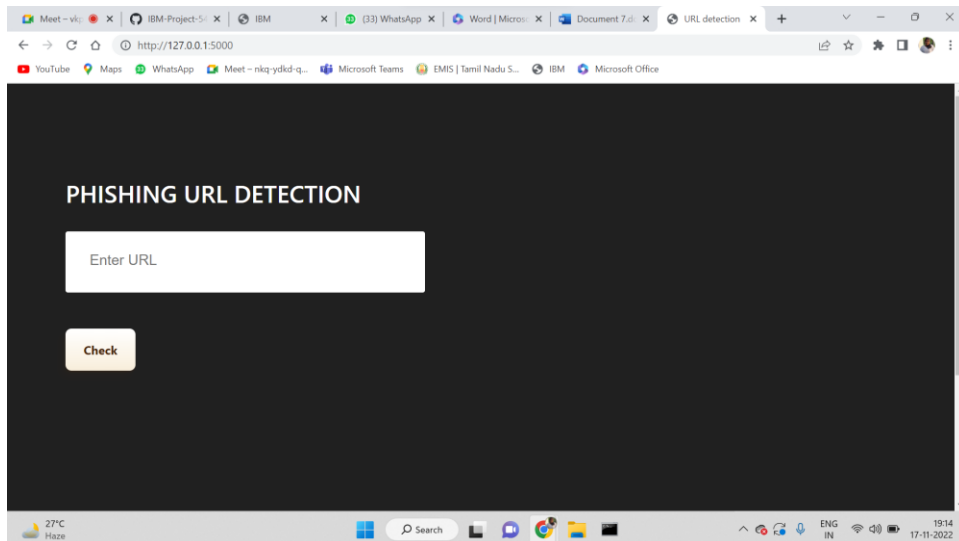 Meet – vk
IBM-Project-5
IBM
(33) WhatsApp
Word | Micros
Document 7.d
URL detection
http://127.0.0.1:5000
YouTube
Maps
WhatsApp
Meet – nkq-ydkd-q...
Microsoft Teams
EMIS | Tamil Nadu S...
IBM
Microsoft Office
PHISHING URL DETECTION
Enter URL
Check
27°C
Haze
Search
ENG
IN
19:14
17-11-2022